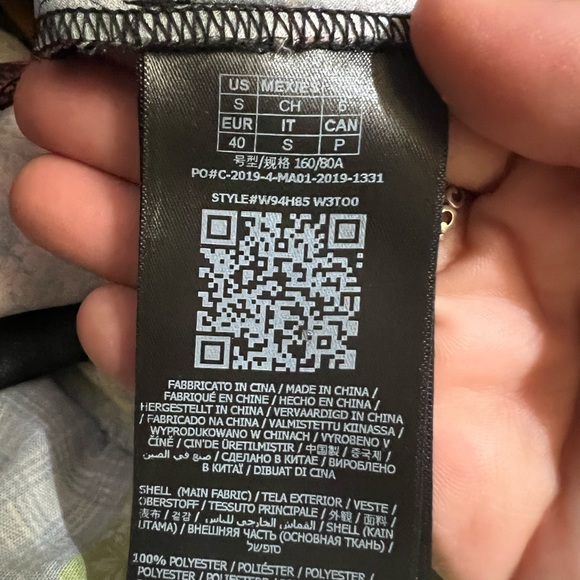 US MEXICO
S CH 6
EUR IT CAN
40 S P
号型/规格 160/80A
PO#C-2019-4-MA01-2019-1331
STYLE#W94H85 W3TO0
FABBRICATO IN CINA / MADE IN CHINA /
FABRIQUÉ EN CHINE / HECHO EN CHINA /
HERGESTELLT IN CHINA / VERVAARDIGD IN CHINA
/ FABRICADO NA CHINA / VALMISTETTU KIINASSA /
WYPRODUKOWANO W CHINACH / VYROBENO V
ČÍNĚ / ÇIN'DE ÜRETILMIŞTIR / 中国製 / 중국제 /
صنع في الصين / СДЕЛАНО В КИТАЕ / ВИРОБЛЕНО
В КИТАЇ / DIBUAT DI CINA
SHELL (MAIN FABRIC) / TELA EXTERIOR / VESTE /
OBERSTOFF / TESSUTO PRINCIPALE / 外殻 / 面料 /
表布 / 겉감 / القماش الخارجي للباس / SHELL (KAIN
UTAMA) / ВНЕШНЯЯ ЧАСТЬ (ОСНОВНАЯ ТКАНЬ) /
100% POLYESTER / POLIÉSTER / POLYESTER /
POLYESTER